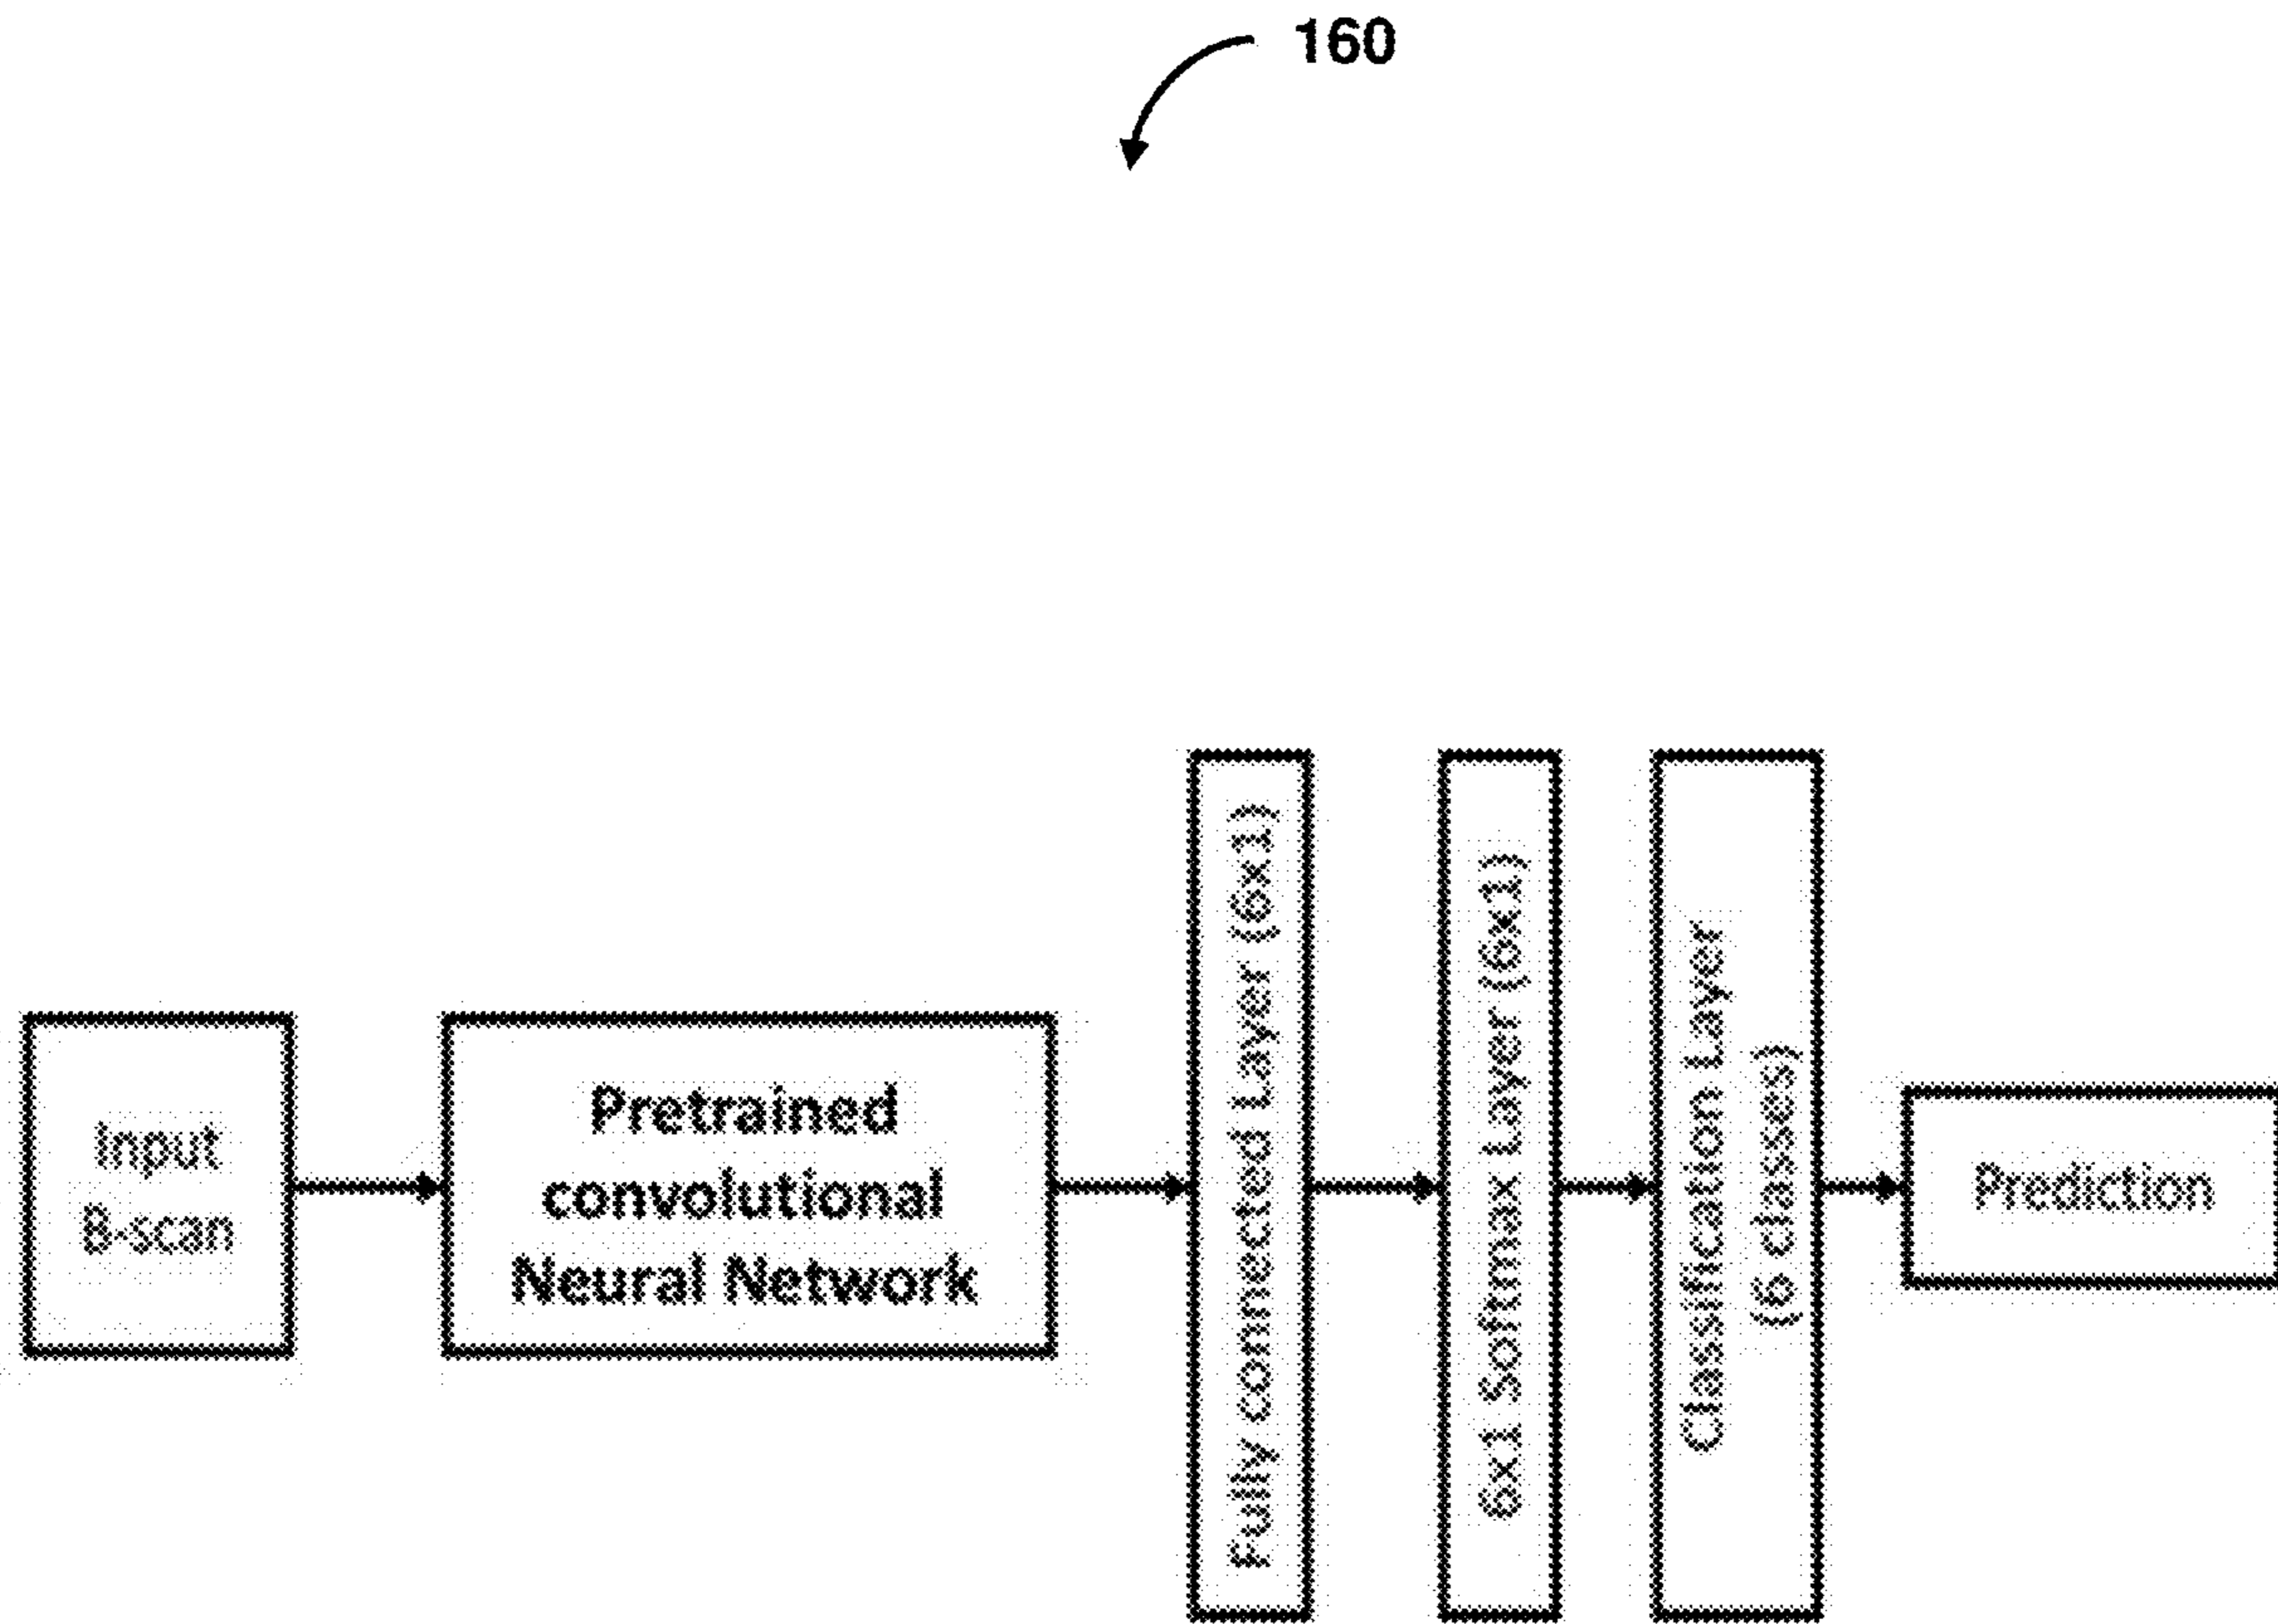 160
Input
B-scan
Pretrained
convolutional
Neural Network
Fully connected Layer (6x1)
6x1 Softmax Layer (6x1)
Classification Layer
(6 classes)
Prediction